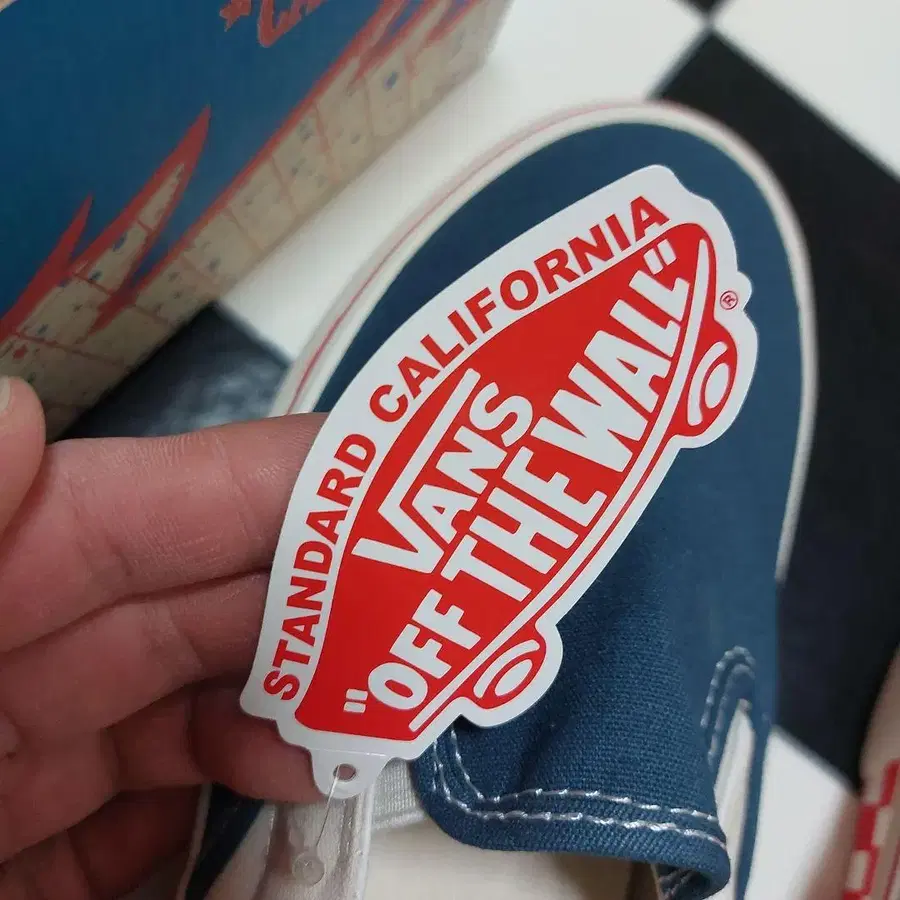 STANDARD CALIFORNIA
VANS
"OFF THE WALL"
®